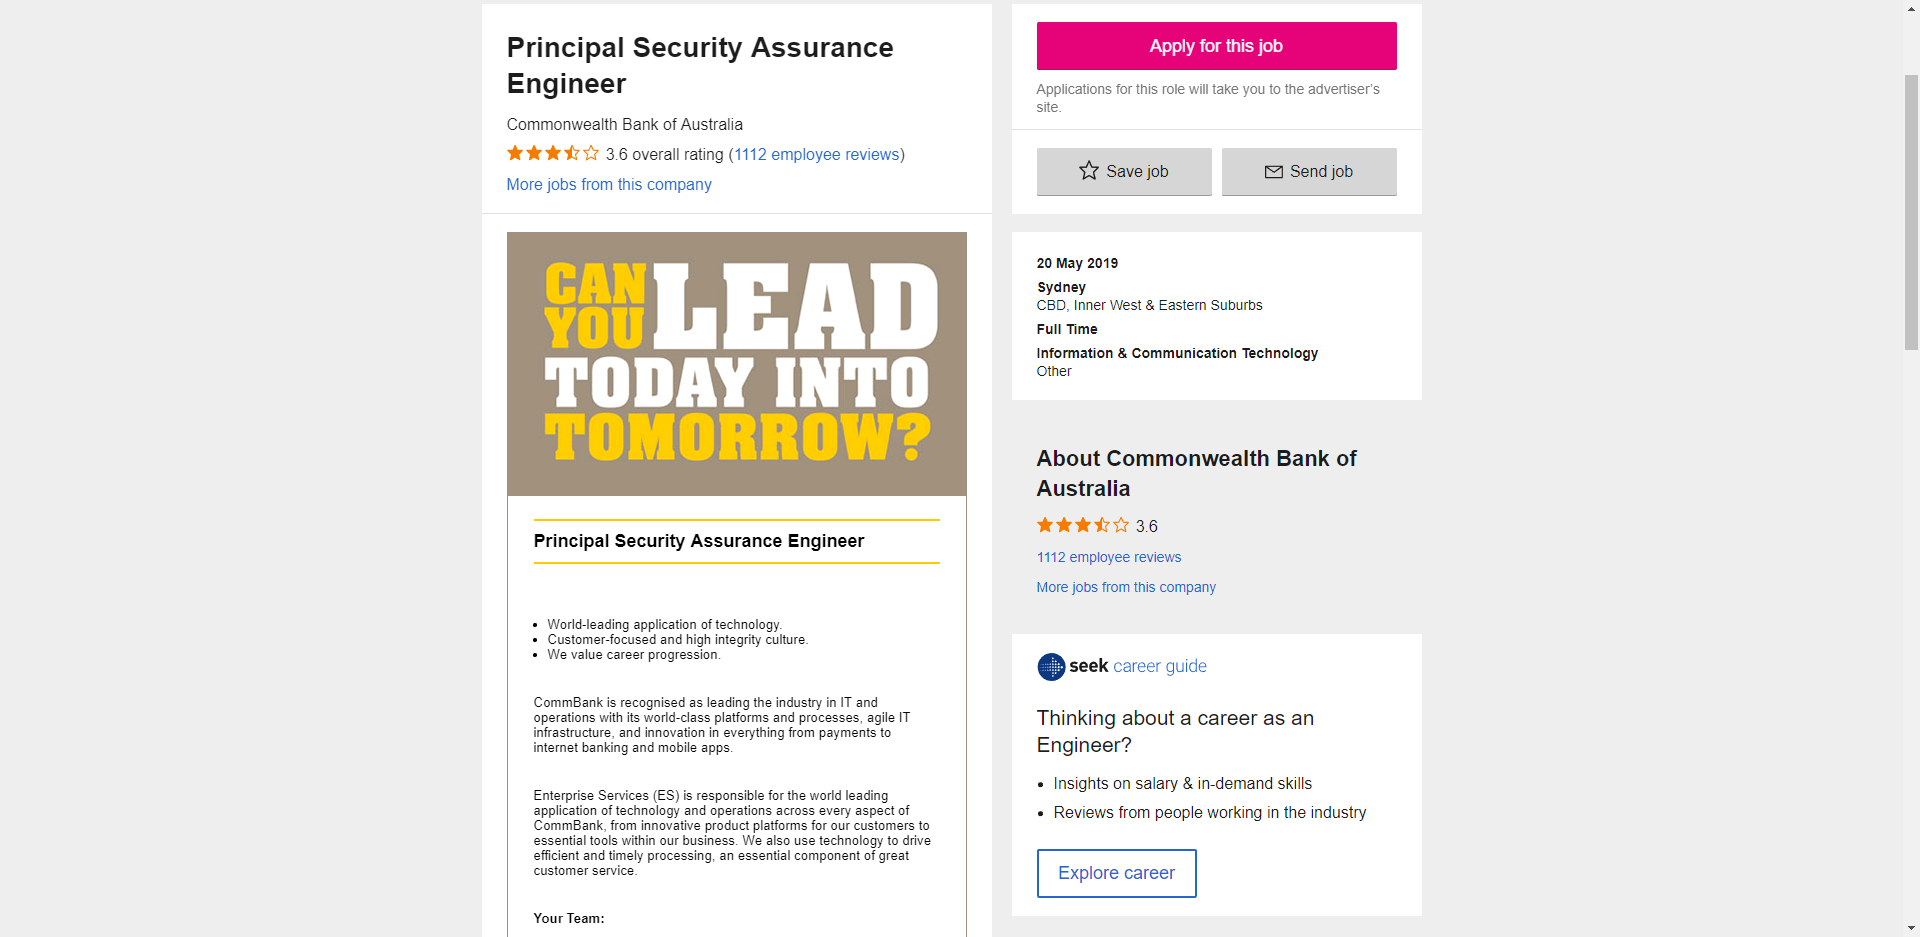 Principal Security Assurance
Engineer
Commonwealth Bank of Australia
3.6 overall rating (1112 employee reviews)
More jobs from this company
CAN
YOU LEAD
TODAY INTO
TOMORROW?
Principal Security Assurance Engineer
World-leading application of technology.
Customer-focused and high integrity culture.
We value career progression.
CommBank is recognised as leading the industry in IT and
operations with its world-class platforms and processes, agile IT
infrastructure, and innovation in everything from payments to
internet banking and mobile apps.
Enterprise Services (ES) is responsible for the world leading
application of technology and operations across every aspect of
CommBank, from innovative product platforms for our customers to
essential tools within our business. We also use technology to drive
efficient and timely processing, an essential component of great
customer service.
Your Team:
Apply for this job
Applications for this role will take you to the advertiser's
site.
Save job
Send job
20 May 2019
Sydney
CBD, Inner West & Eastern Suburbs
Full Time
Information & Communication Technology
Other
About Commonwealth Bank of
Australia
3.6
1112 employee reviews
More jobs from this company
seek career guide
Thinking about a career as an
Engineer?
Insights on salary & in-demand skills
Reviews from people working in the industry
Explore career